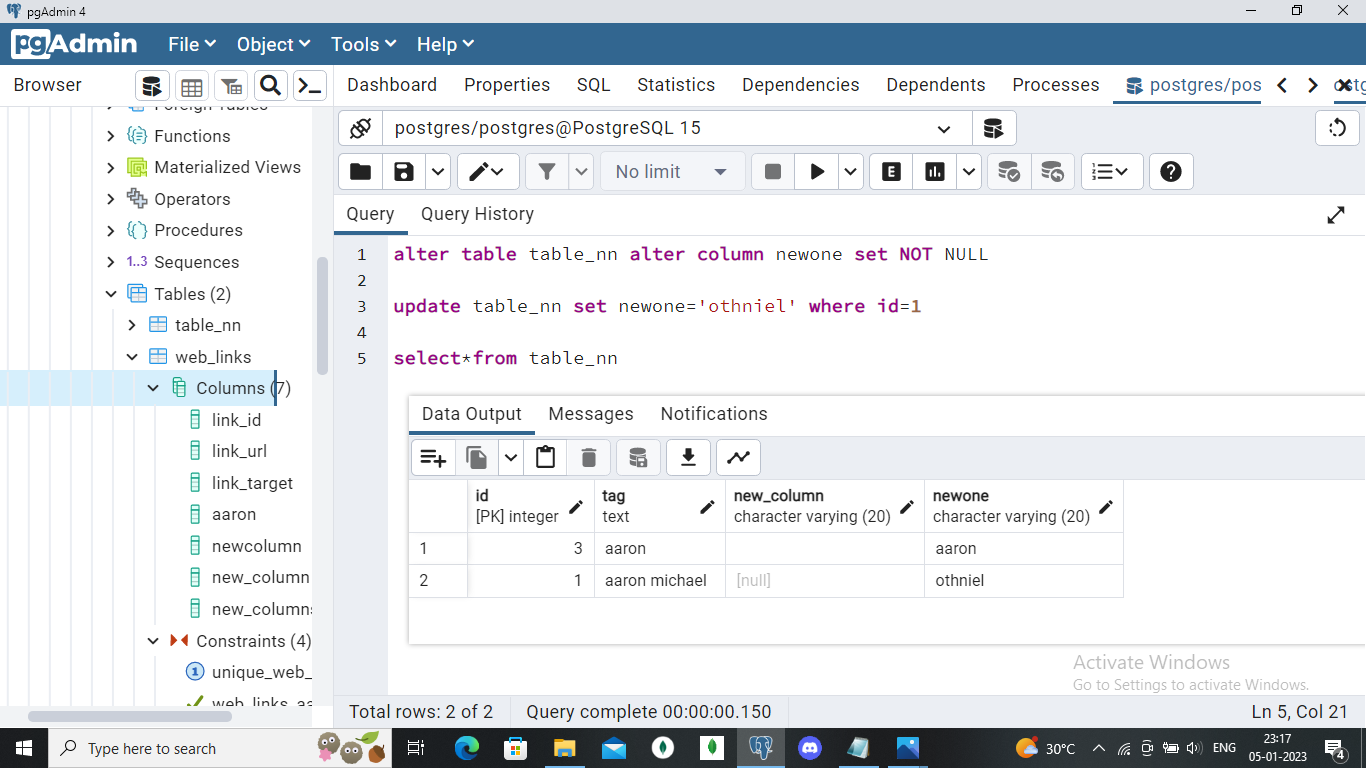 pgAdmin 4
pgAdmin File Object Tools Help
Browser
Dashboard Properties SQL Statistics Dependencies Dependents Processes postgres/pos
Functions
Materialized Views
Operators
Procedures
1..3 Sequences
Tables (2)
table_nn
web_links
Columns (7)
link_id
link_url
link_target
aaron
newcolumn
new_column
new_column
Constraints (4)
1 unique_web_
postgres/postgres@PostgreSQL 15
No limit
E
Query Query History
1 alter table table_nn alter column newone set NOT NULL
2
3 update table_nn set newone='othniel' where id=1
4
5 select*from table_nn
Data Output Messages Notifications
id tag new_column newone
[PK] integer text character varying (20) character varying (20)
1 3 aaron aaron
2 1 aaron michael [null] othniel
Activate Windows
Go to Settings to activate Windows.
Total rows: 2 of 2 Query complete 00:00:00.150 Ln 5, Col 21
Type here to search
30°C ENG 23:17
05-01-2023
4